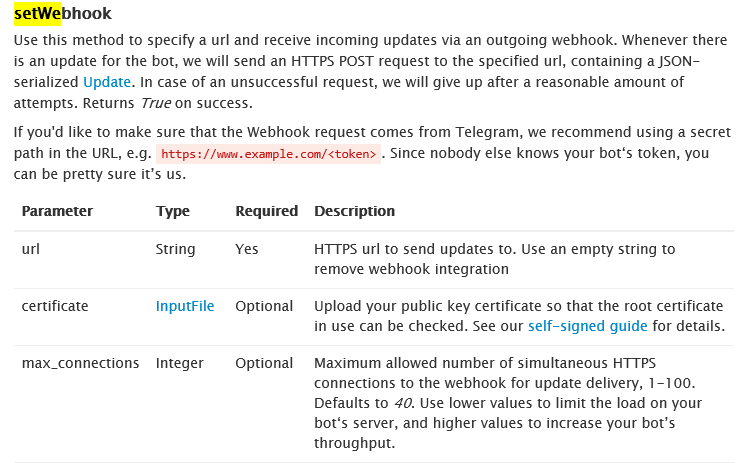 setWebhook
Use this method to specify a url and receive incoming updates via an outgoing webhook. Whenever there
is an update for the bot, we will send an HTTPS POST request to the specified url, containing a JSON-
serialized Update. In case of an unsuccessful request, we will give up after a reasonable amount of
attempts. Returns True on success.
If you'd like to make sure that the Webhook request comes from Telegram, we recommend using a secret
path in the URL, e.g. https://www.example.com/<token>. Since nobody else knows your bot‘s token, you
can be pretty sure it’s us.
Parameter Type Required Description
url String Yes HTTPS url to send updates to. Use an empty string to
remove webhook integration
certificate InputFile Optional Upload your public key certificate so that the root certificate
in use can be checked. See our self-signed guide for details.
max_connections Integer Optional Maximum allowed number of simultaneous HTTPS
connections to the webhook for update delivery, 1-100.
Defaults to 40. Use lower values to limit the load on your
bot‘s server, and higher values to increase your bot’s
throughput.